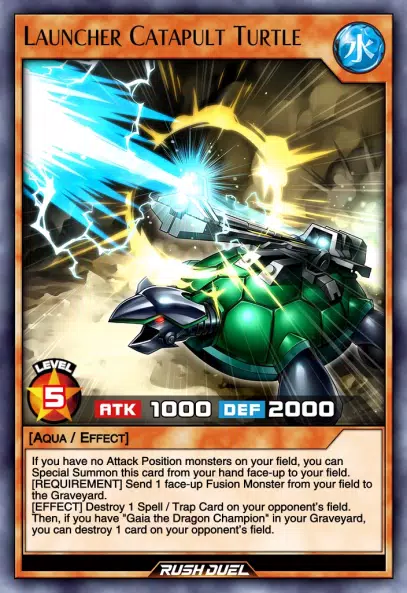 Launcher Catapult Turtle
水
LEVEL
5
ATK 1000 DEF 2000
[Aqua / Effect]
If you have no Attack Position monsters on your field, you can
Special Summon this card from your hand face-up to your field.
[REQUIREMENT] Send 1 face-up Fusion Monster from your field to
the Graveyard.
[EFFECT] Destroy 1 Spell / Trap Card on your opponent's field.
Then, if you have "Gaia the Dragon Champion" in your Graveyard,
you can destroy 1 card on your opponent's field.
RUSH DUEL